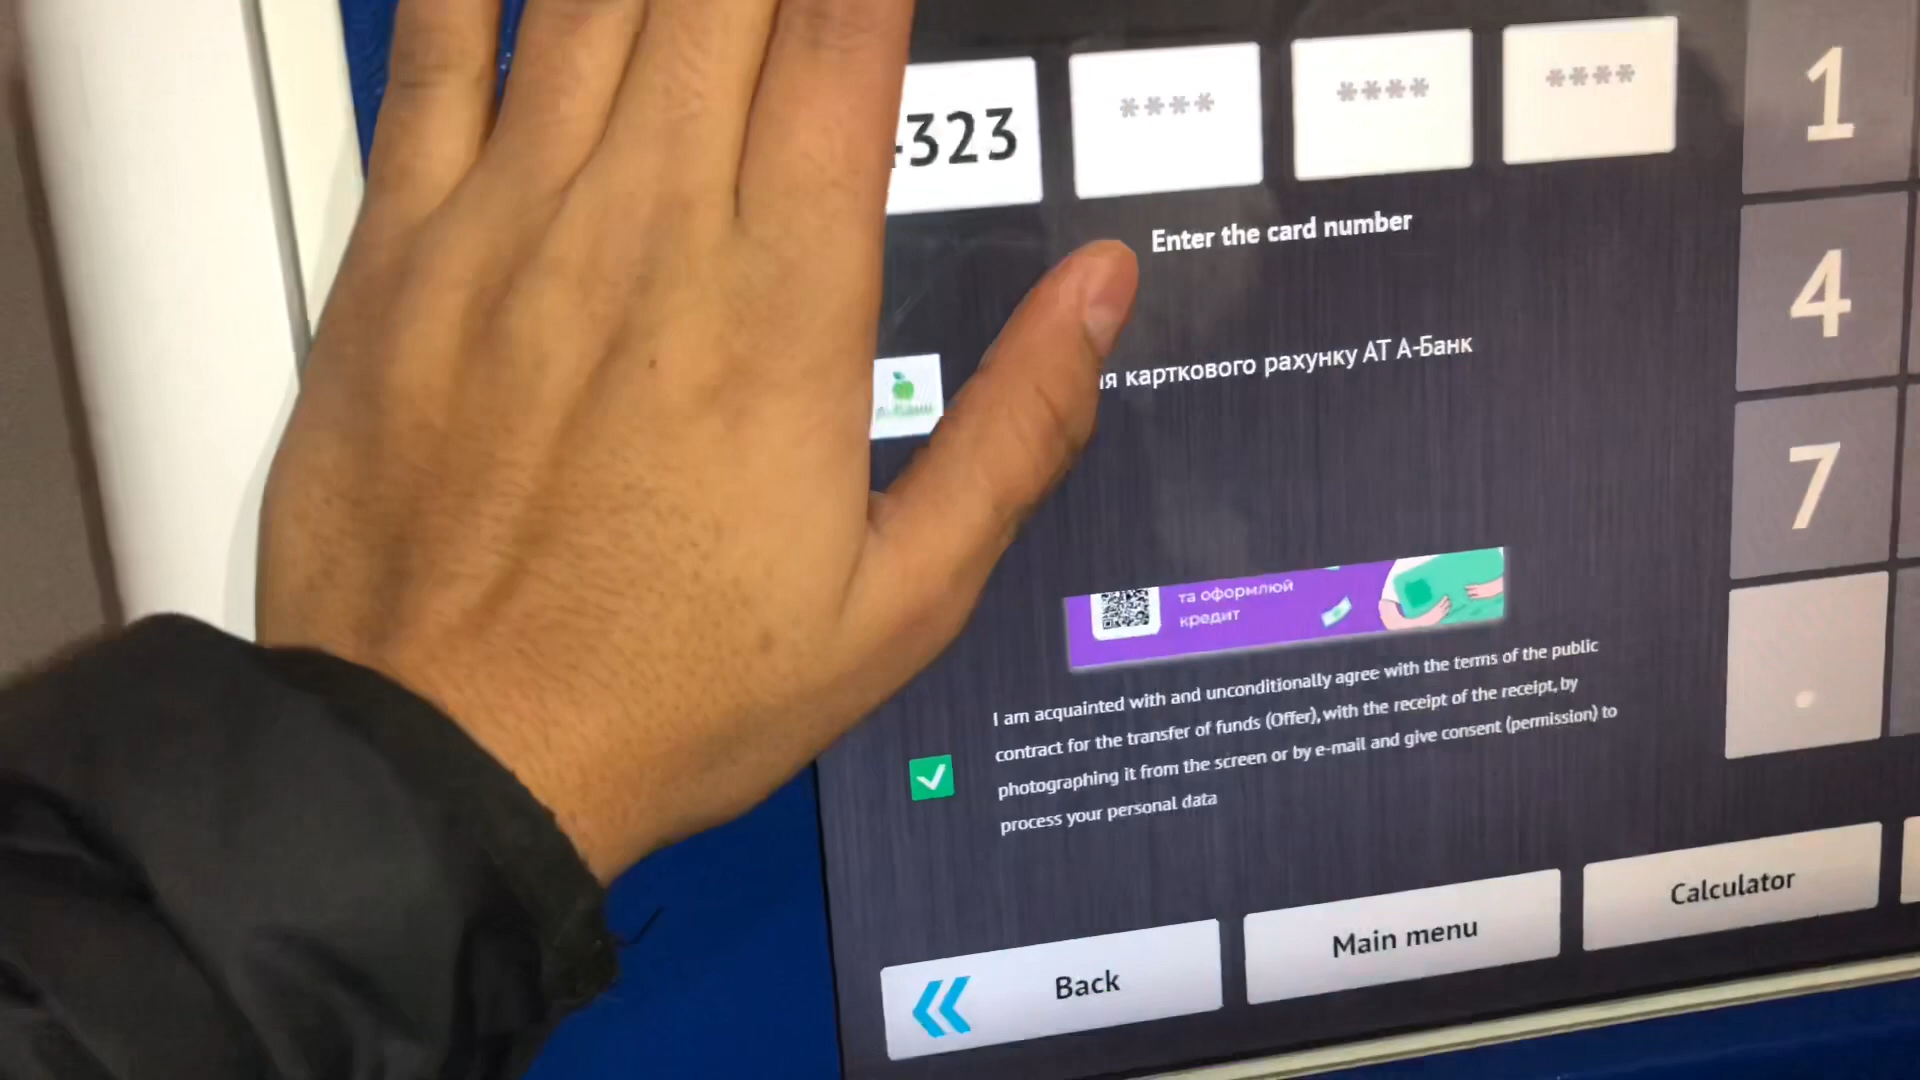 4323 **** **** ****
1
Enter the card number
4
карткового рахунку АТ А-Банк
7
та оформлюй
кредит
I am acquainted with and unconditionally agree with the terms of the public
contract for the transfer of funds (Offer), with the receipt of the receipt, by
photographing it from the screen or by e-mail and give consent (permission) to
process your personal data
.
Back
Main menu
Calculator